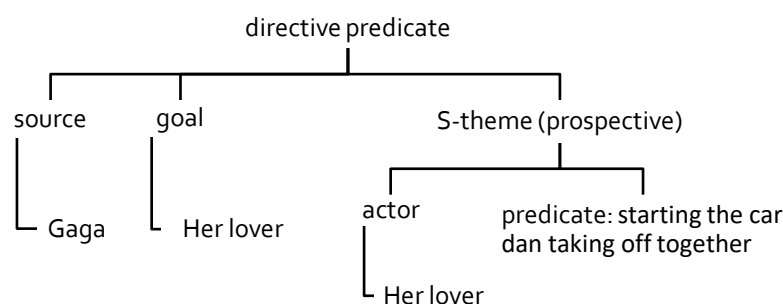 directive predicate
source
goal
S-theme (prospective)
Gaga
Her lover
actor
predicate: starting the car
dan taking off together
Her lover